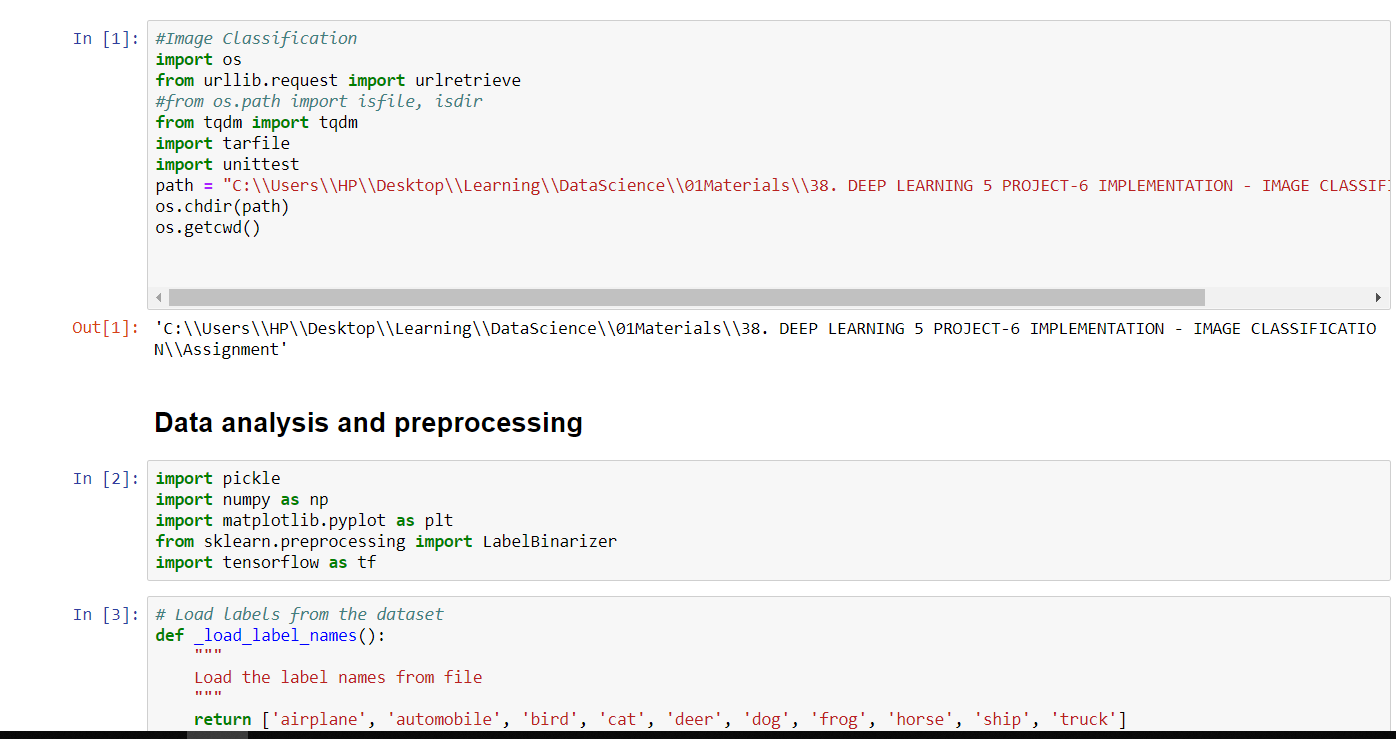 In [1]:
#Image Classification
import os
from urllib.request import urlretrieve
#from os.path import isfile, isdir
from tqdm import tqdm
import tarfile
import unittest
path = "C:\\Users\\HP\\Desktop\\Learning\\DataScience\\01Materials\\38. DEEP LEARNING 5 PROJECT-6 IMPLEMENTATION - IMAGE CLASSIF
os.chdir(path)
os.getcwd()
Out[1]:
'C:\\Users\\HP\\Desktop\\Learning\\DataScience\\01Materials\\38. DEEP LEARNING 5 PROJECT-6 IMPLEMENTATION - IMAGE CLASSIFICATIO
N\\Assignment'
Data analysis and preprocessing
In [2]:
import pickle
import numpy as np
import matplotlib.pyplot as plt
from sklearn.preprocessing import LabelBinarizer
import tensorflow as tf
In [3]:
# Load labels from the dataset
def _load_label_names():
    """
    Load the label names from file
    """
    return ['airplane', 'automobile', 'bird', 'cat', 'deer', 'dog', 'frog', 'horse', 'ship', 'truck']